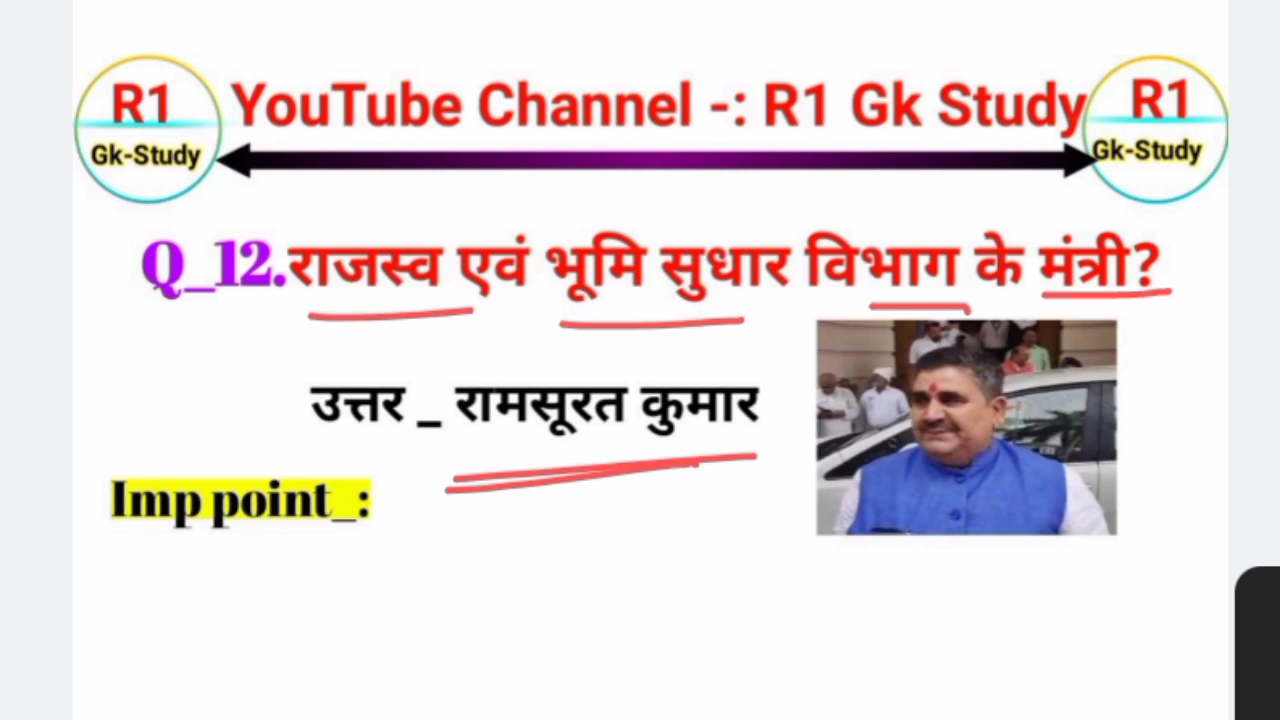 R1 YouTube Channel -: R1 Gk Study R1
Gk-Study Gk-Study
Q_12.राजस्व एवं भूमि सुधार विभाग के मंत्री?
उत्तर _ रामसूरत कुमार
Imp point_: